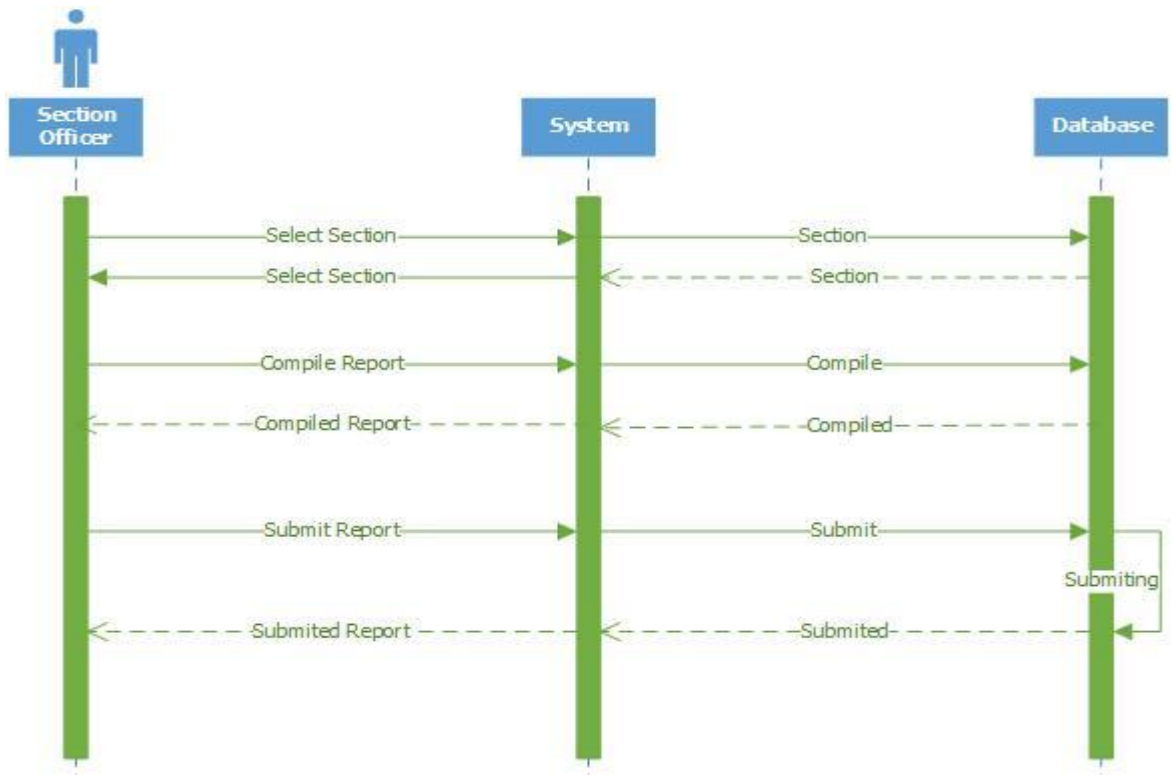 Section
Officer
System
Database
Select Section
Section
Select Section
Section
Compile Report
Compile
Compiled Report
Compiled
Submit Report
Submit
Submiting
Submited Report
Submited